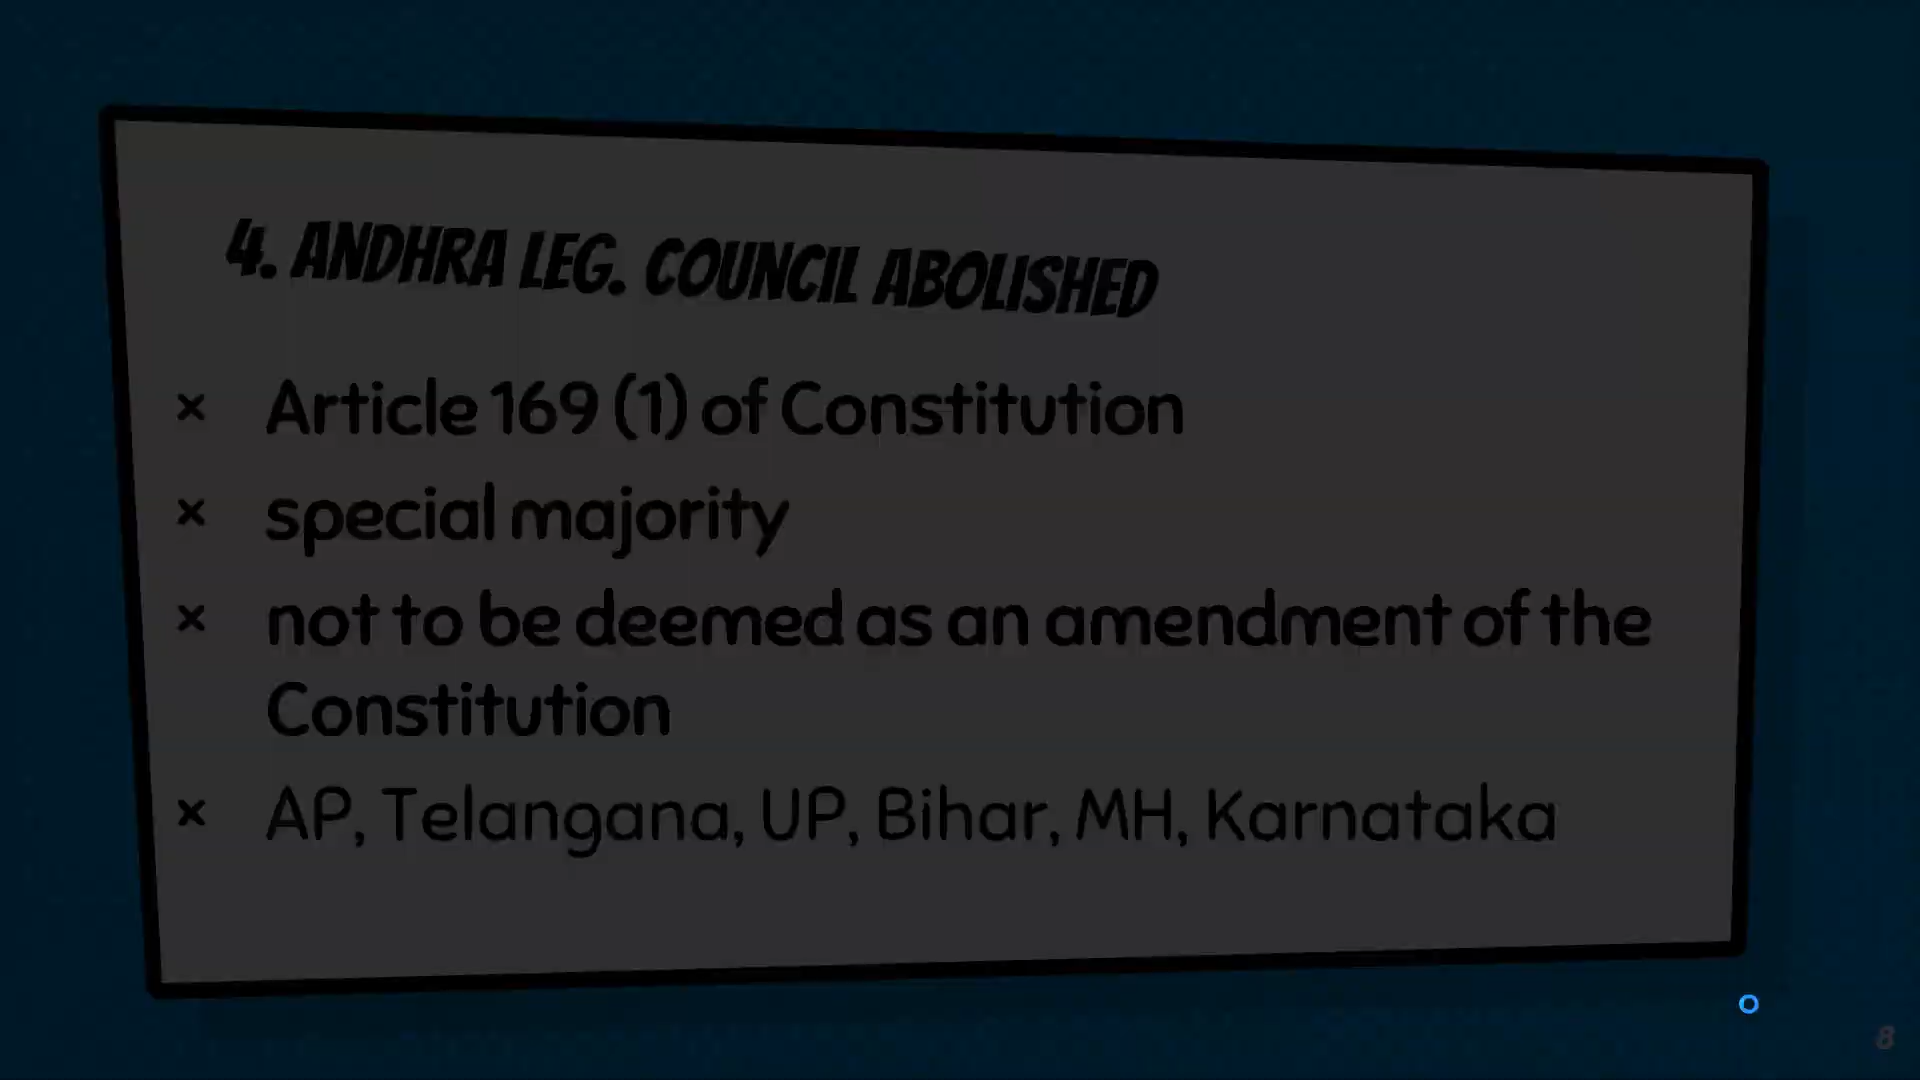 4. ANDHRA LEG. COUNCIL ABOLISHED
× Article 169 (1) of Constitution
× special majority
× not to be deemed as an amendment of the
Constitution
× AP, Telangana, UP, Bihar, MH, Karnataka
8